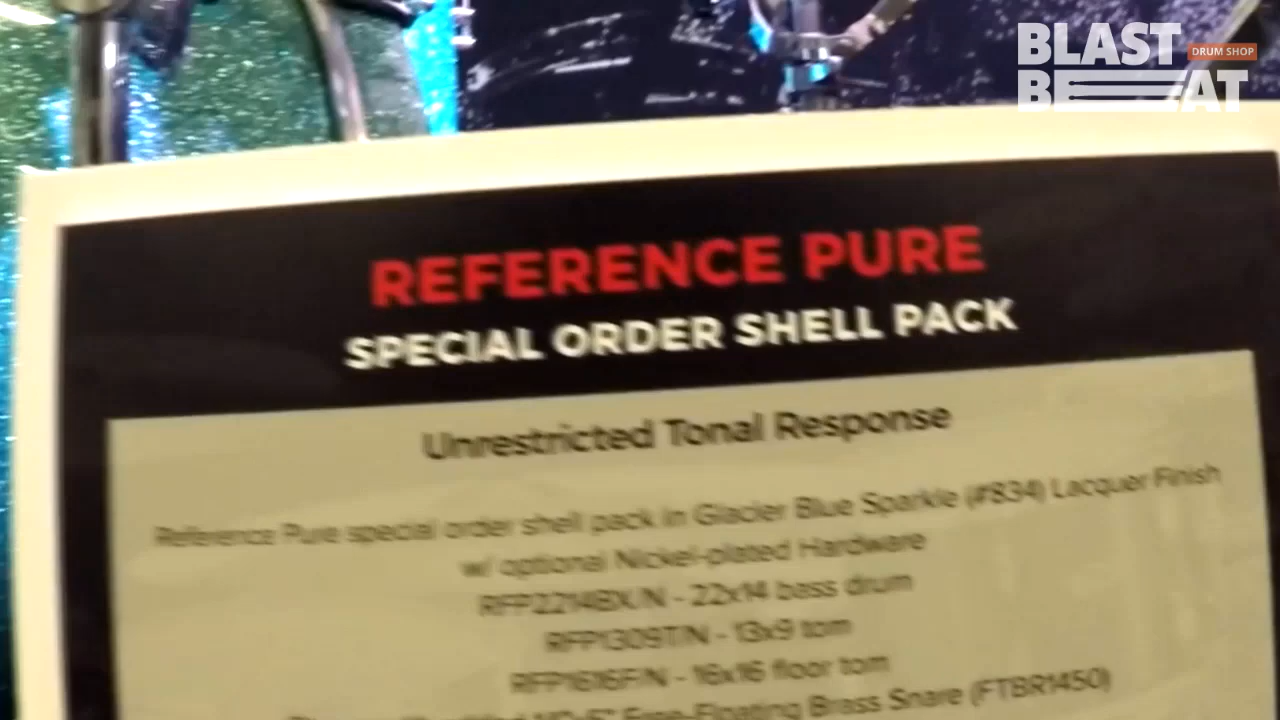 BLAST
DRUM SHOP
BEAT
REFERENCE PURE
SPECIAL ORDER SHELL PACK
Unrestricted Tonal Response
Reference Pure special order shell pack in Glacier Blue Sparkle (#834) Lacquer Finish
w/ optional Nickel-plated Hardware
RFP2214BX/N - 22x14 bass drum
RFP1309T/N - 13x9 tom
RFP1616F/N - 16x16 floor tom
Free-Floating Brass Snare (FTBR1450)